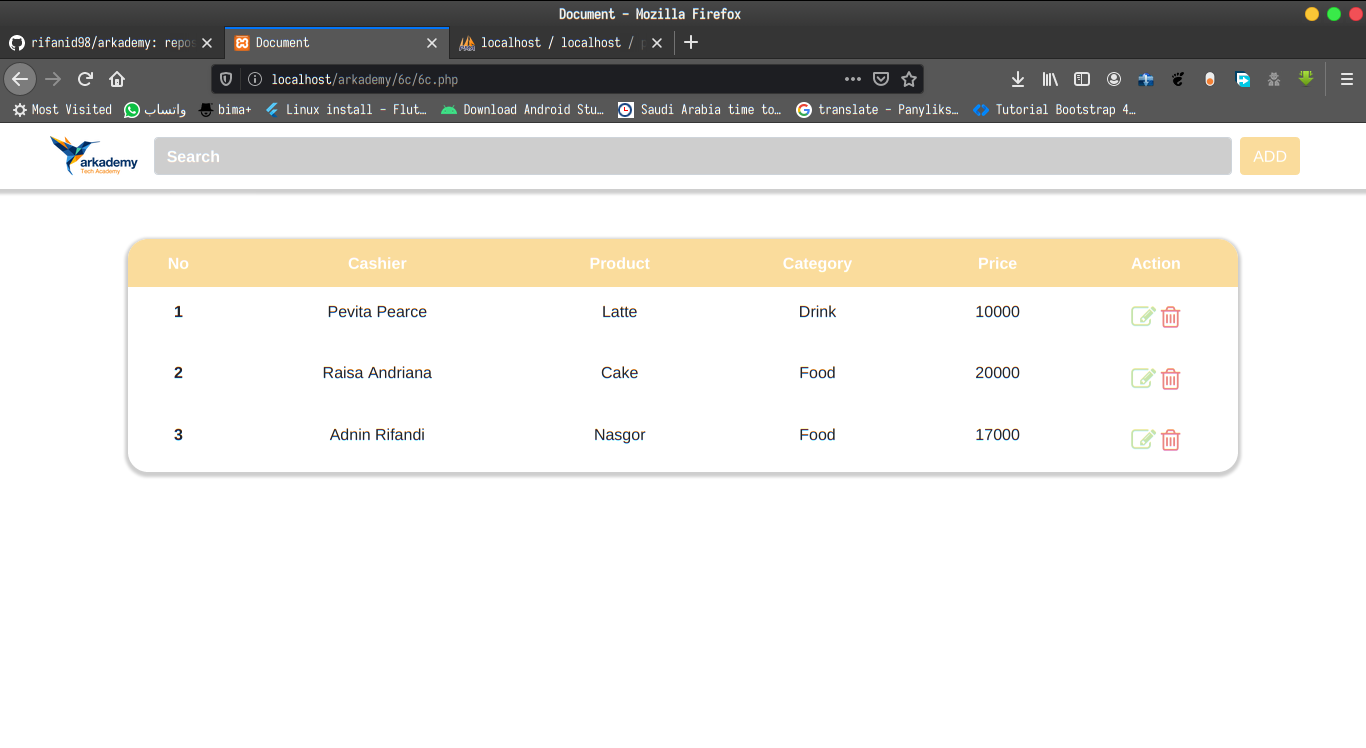 Document - Mozilla Firefox
rifanid98/arkademy: repos Document localhost / localhost /
localhost/arkademy/6c/6c.php
Most Visited واتساب bima+ Linux install - Flut… Download Android Stu… Saudi Arabia time to… translate - Panyliks… Tutorial Bootstrap 4…
arkademy Search ADD
Tech Academy
No Cashier Product Category Price Action
1 Pevita Pearce Latte Drink 10000
2 Raisa Andriana Cake Food 20000
3 Adnin Rifandi Nasgor Food 17000